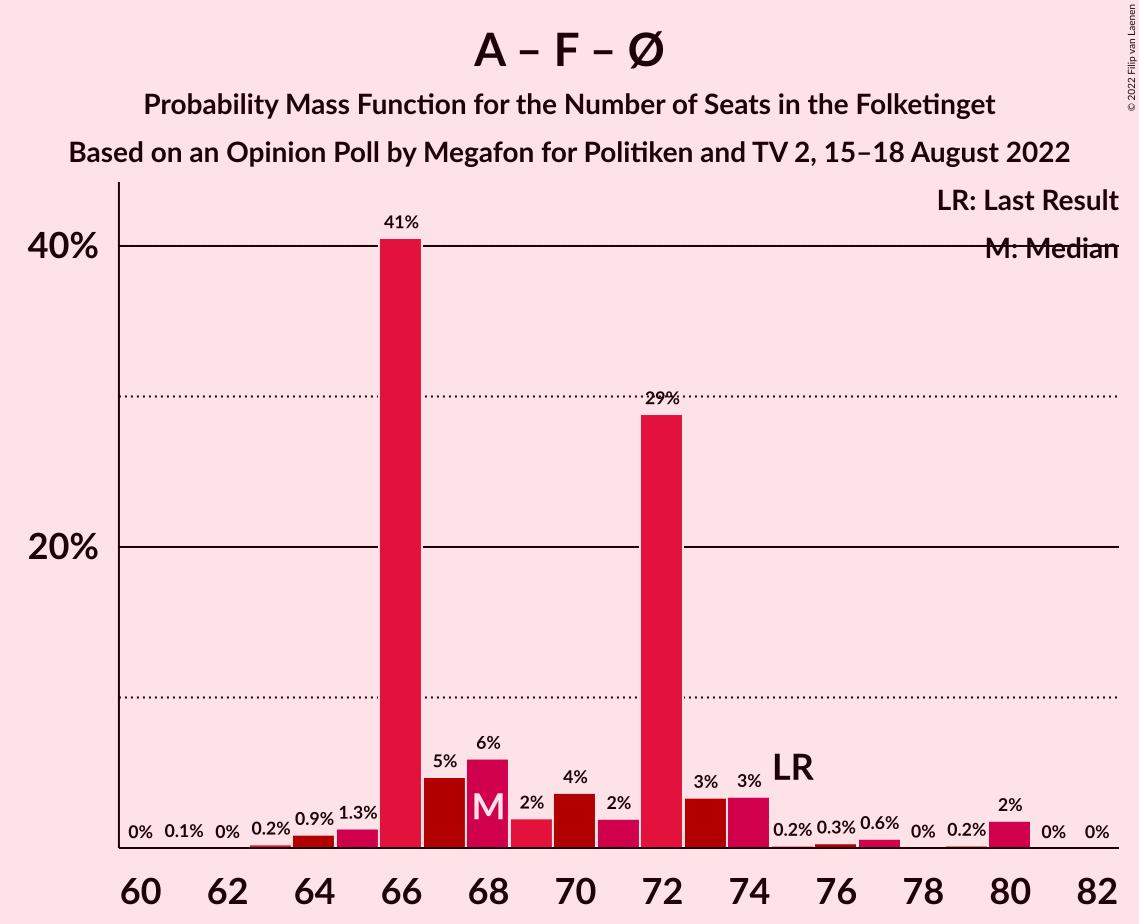 A – F – Ø
Probability Mass Function for the Number of Seats in the Folketinget
Based on an Opinion Poll by Megafon for Politiken and TV 2, 15–18 August 2022
© 2022 Filip van Laenen
LR: Last Result
M: Median
40%
20%
0% 0.1% 0% 0.2% 0.9% 1.3% 41% 5% 6% 2% 4% 2% 29% 3% 3% 0.2% 0.3% 0.6% 0% 0.2% 2% 0% 0%
M
LR
60 62 64 66 68 70 72 74 76 78 80 82